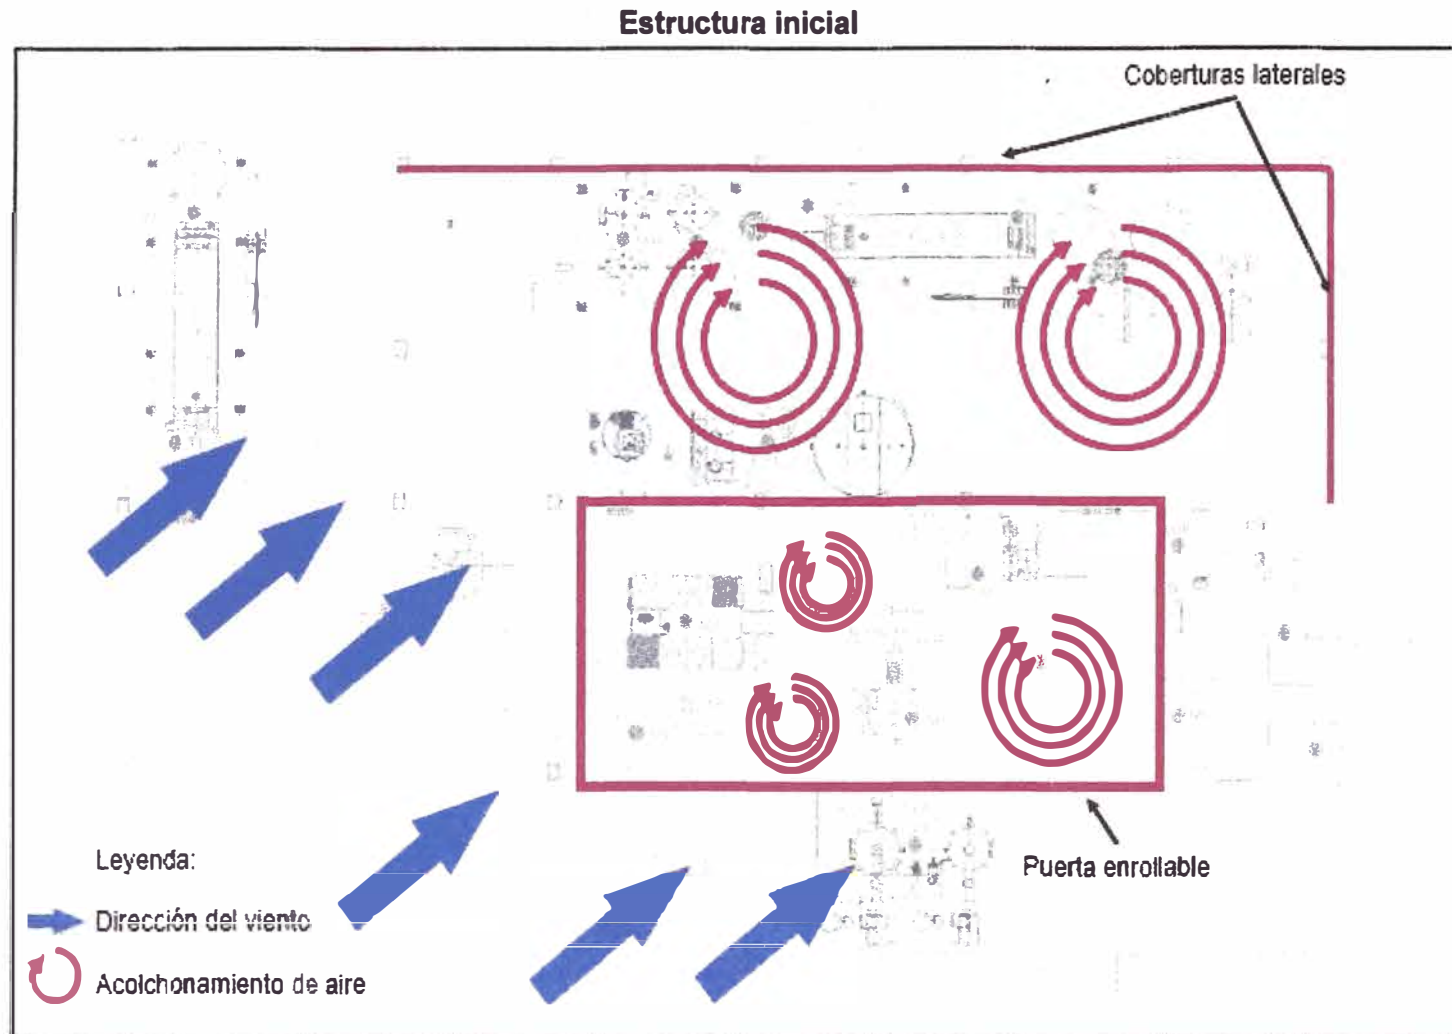 Estructura inicial
Coberturas laterales
Puerta enrollable
Leyenda:
Dirección del viento
Acolchonamiento de aire